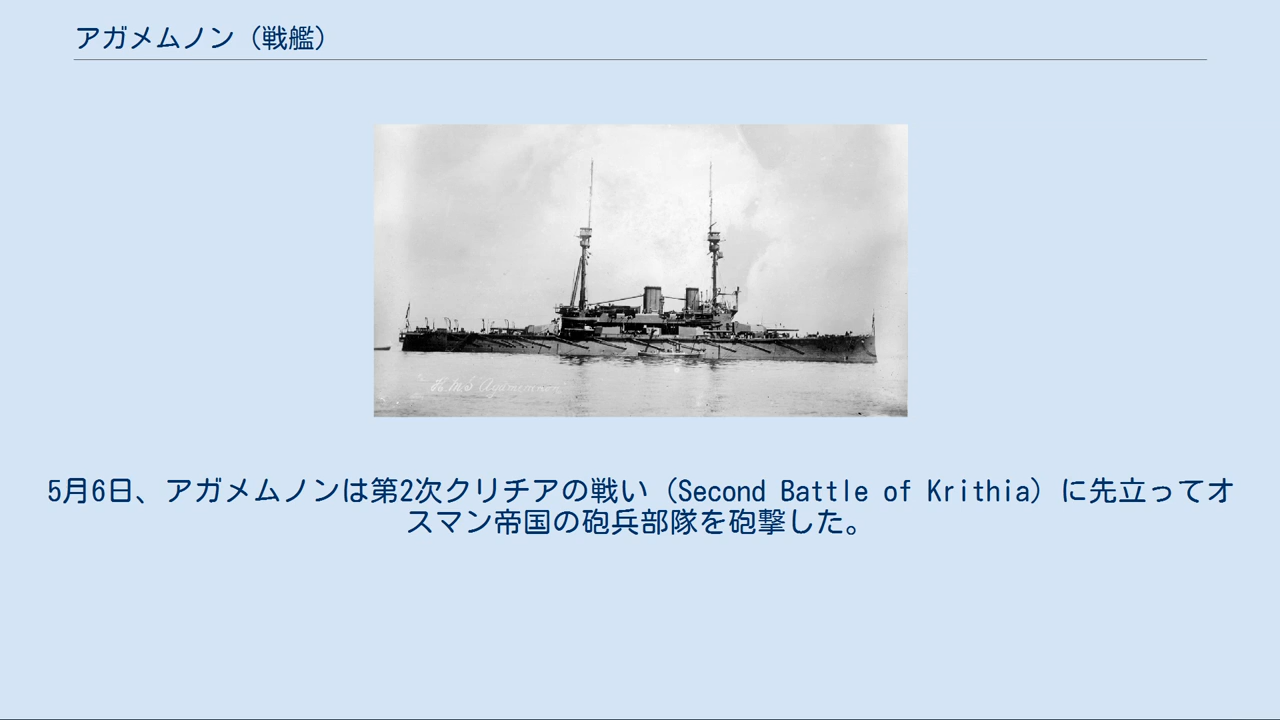 アガメムノン（戦艦）
H.M.S Agamemnon
5月6日、アガメムノンは第2次クリチアの戦い（Second Battle of Krithia）に先立ってオ
スマン帝国の砲兵部隊を砲撃した。